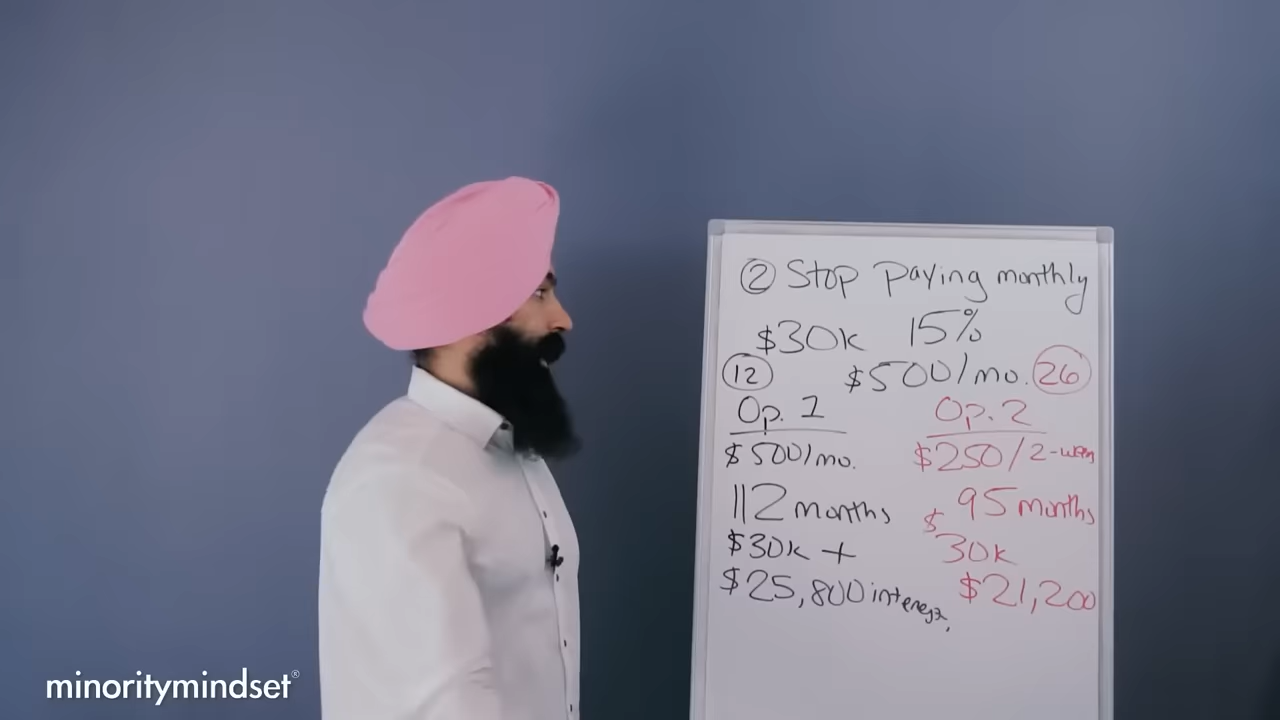 ② Stop Paying monthly
$30k 15%
⑫ $500/mo. ㉖
Op. 1 Op. 2
$500/mo. $250/2-week
112 months 95 months
$30k + $30k
$25,800 interest, $21,200
minoritymindset®